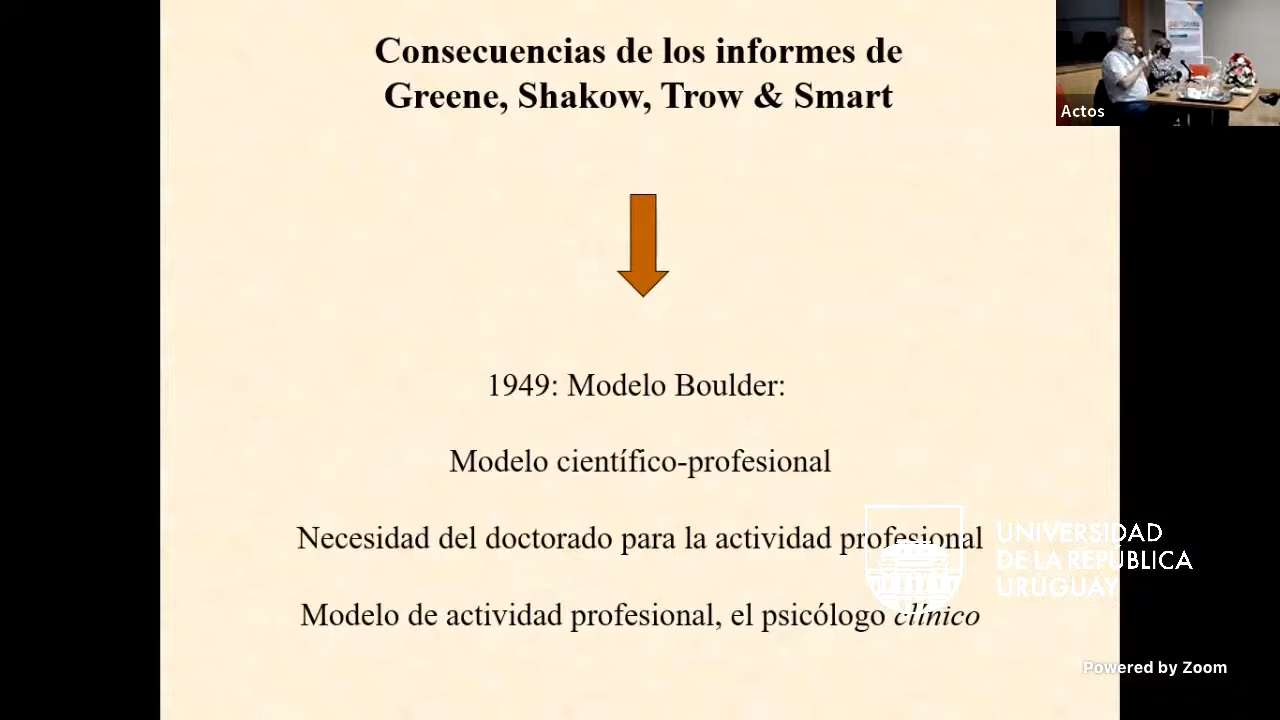 Consecuencias de los informes de
Greene, Shakow, Trow & Smart
Actos
1949: Modelo Boulder:
Modelo científico-profesional
Necesidad del doctorado para la actividad profesional
Modelo de actividad profesional, el psicólogo clínico
UNIVERSIDAD
DE LA REPÚBLICA
URUGUAY
Powered by Zoom